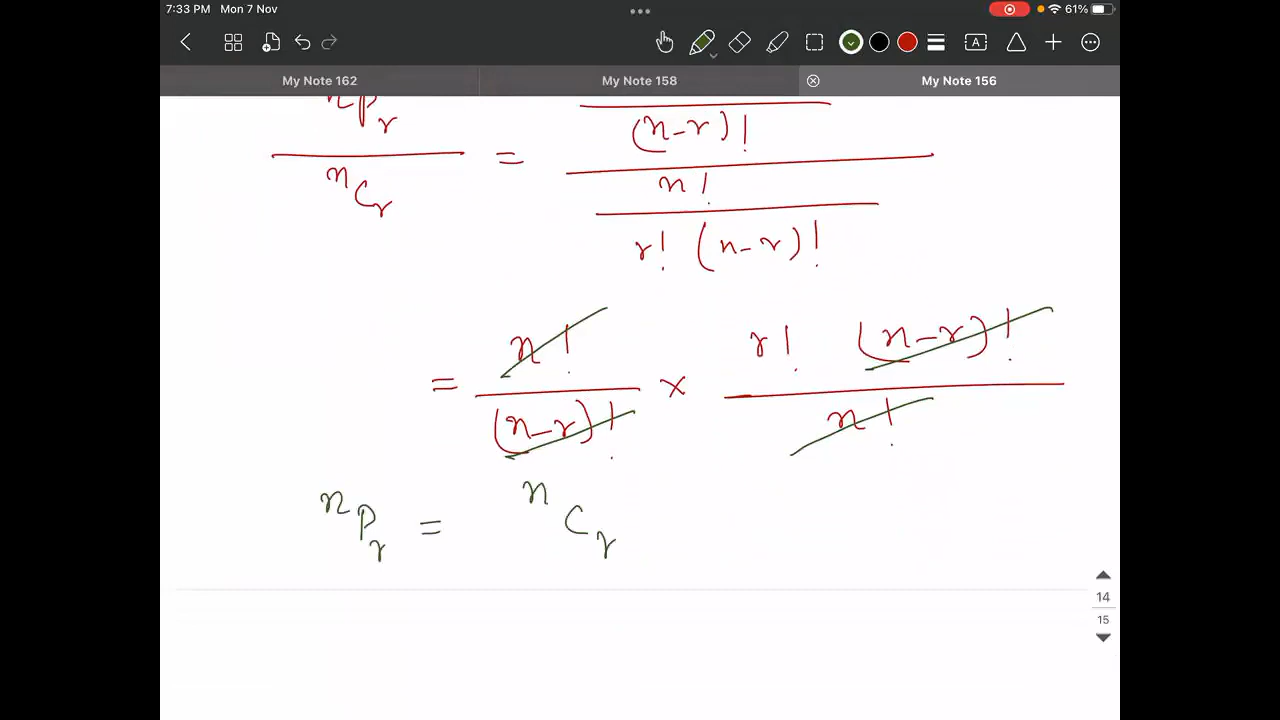 7:33 PM Mon 7 Nov
61%
My Note 162 My Note 158 My Note 156
nPr / nCr = / (n-r)! / n! / r! (n-r)!
= n! / (n-r)! × r! (n-r)! / n!
nPr = nCr
14
15